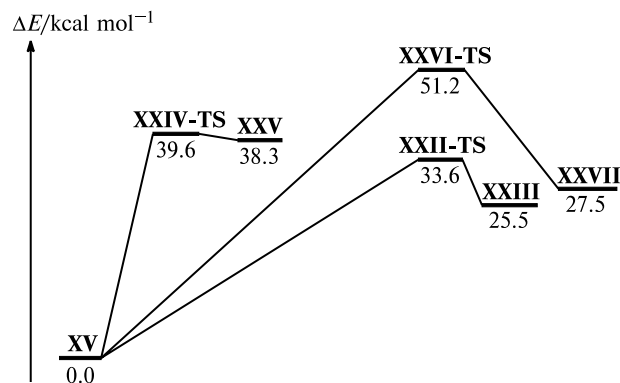 ΔE/kcal mol⁻¹
XXVI-TS
51.2
XXIV-TS
39.6
XXV
38.3
XXII-TS
33.6
XXIII
25.5
XXVII
27.5
XV
0.0